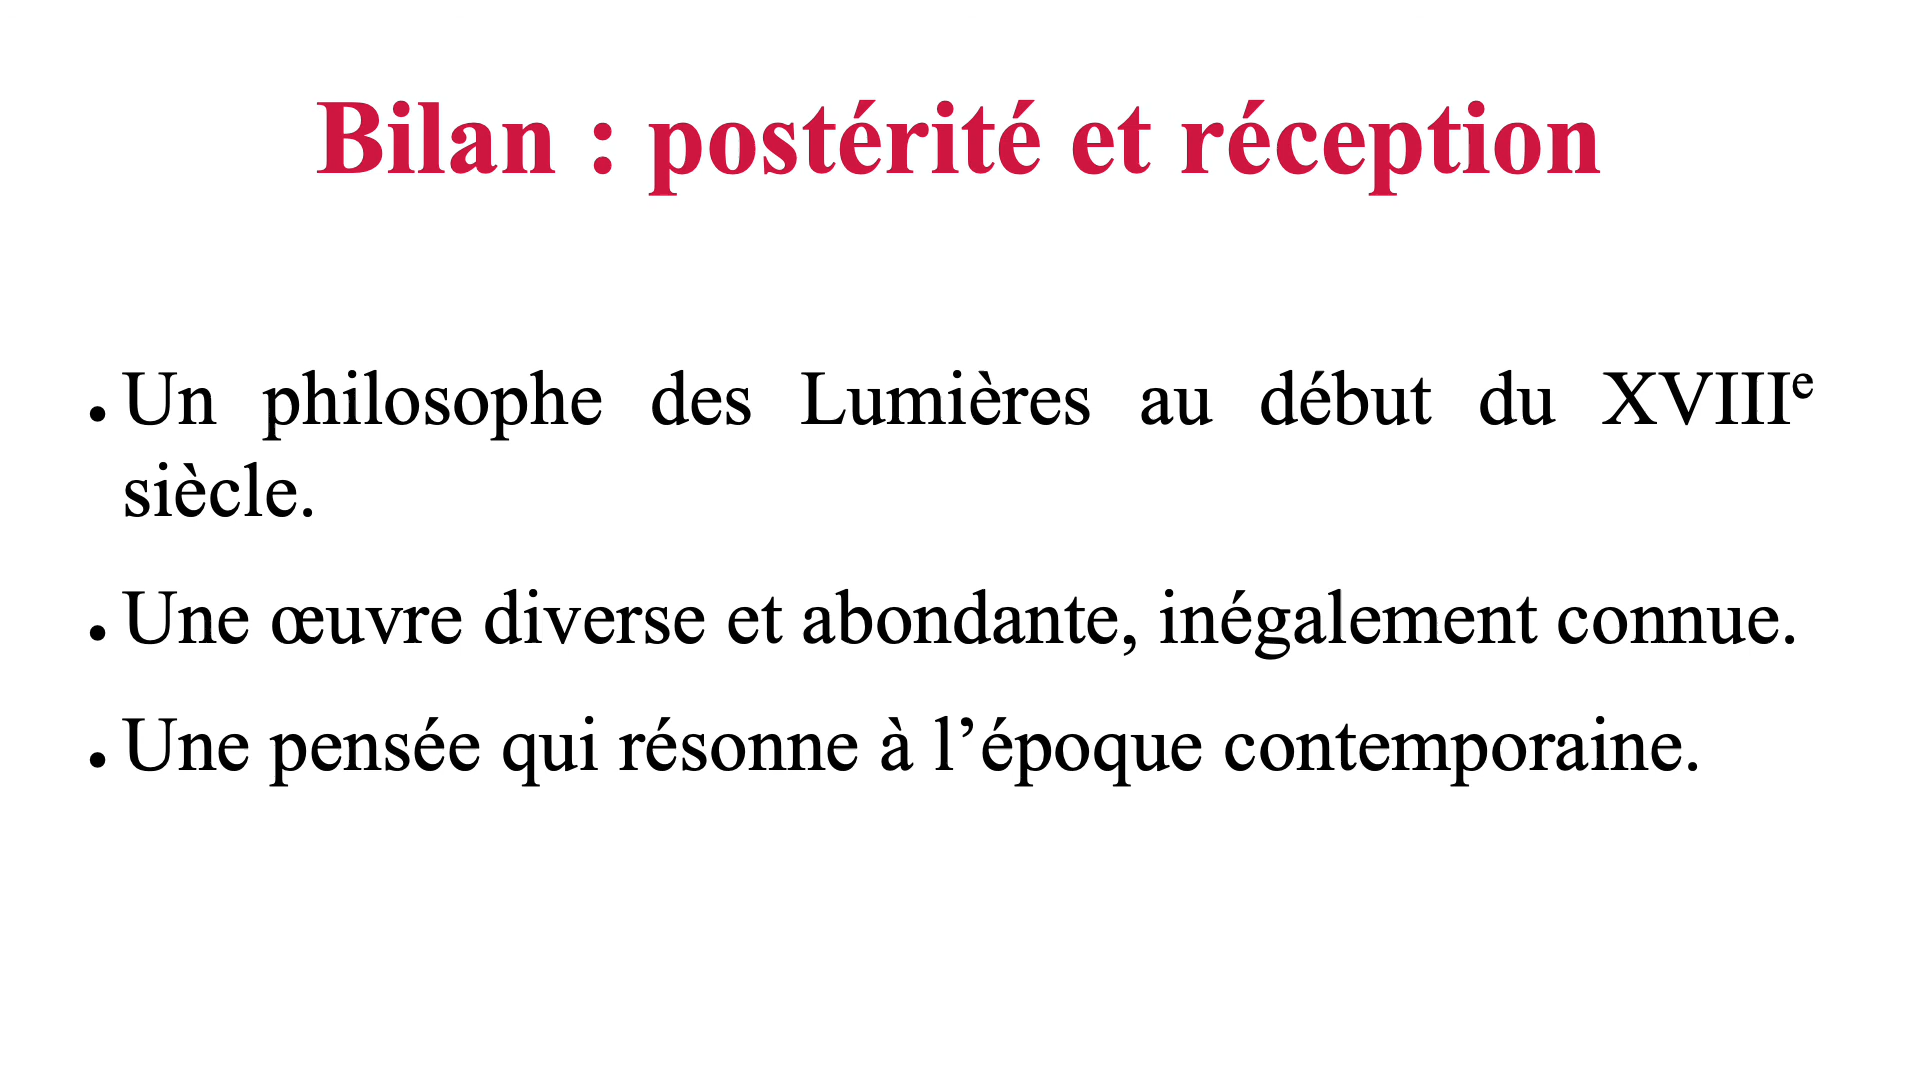 Bilan : postérité et réception
• Un philosophe des Lumières au début du XVIIIᵉ
siècle.
• Une œuvre diverse et abondante, inégalement connue.
• Une pensée qui résonne à l’époque contemporaine.